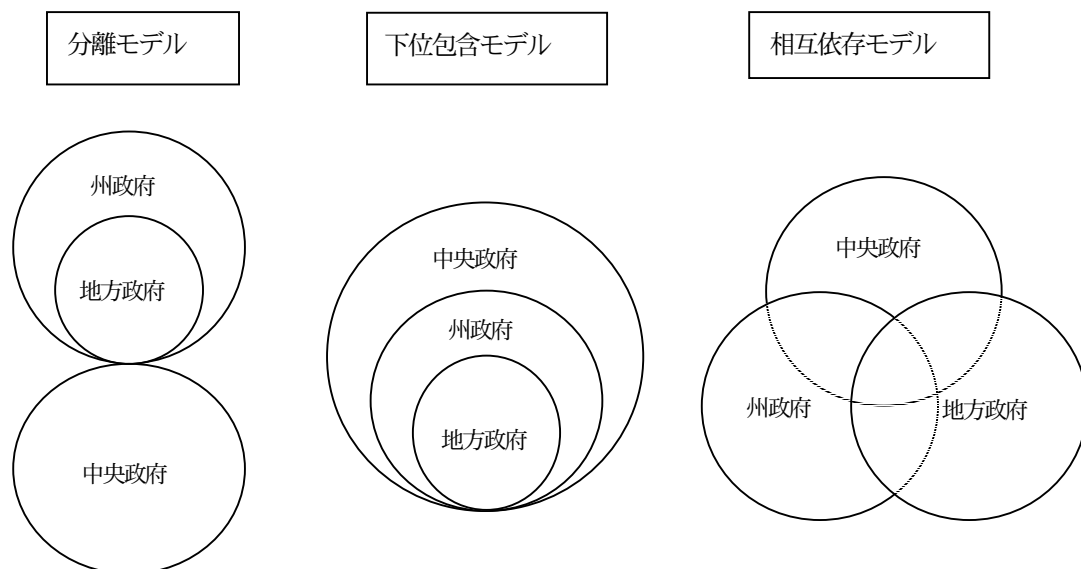 分離モデル
下位包含モデル
相互依存モデル
州政府
地方政府
中央政府
中央政府
州政府
地方政府
中央政府
州政府
地方政府